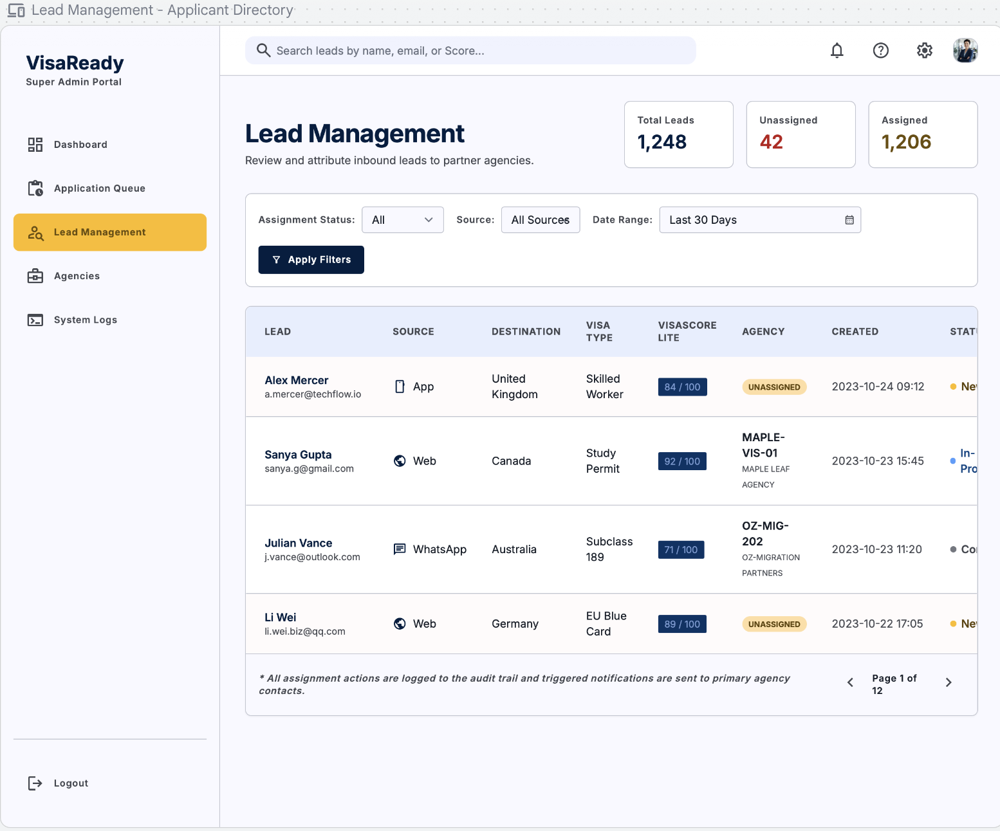 Lead Management - Applicant Directory
VisaReady
Super Admin Portal
Dashboard
Application Queue
Lead Management
Agencies
System Logs
Logout
Search leads by name, email, or Score...
Lead Management
Review and attribute inbound leads to partner agencies.
Total Leads
1,248
Unassigned
42
Assigned
1,206
Assignment Status: All Source: All Sources Date Range: Last 30 Days
Apply Filters
LEAD SOURCE DESTINATION VISA TYPE VISASCORE LITE AGENCY CREATED
Alex Mercer
a.mercer@techflow.io
App
United
Kingdom
Skilled
Worker
84 / 100
UNASSIGNED
2023-10-24 09:12
Sanya Gupta
sanya.g@gmail.com
Web
Canada
Study
Permit
92 / 100
MAPLE-
VIS-01
MAPLE LEAF
AGENCY
2023-10-23 15:45
In-
Pro
Julian Vance
j.vance@outlook.com
WhatsApp
Australia
Subclass
189
71 / 100
OZ-MIG-
202
OZ-MIGRATION
PARTNERS
2023-10-23 11:20
Li Wei
li.wei.biz@qq.com
Web
Germany
EU Blue
Card
89 / 100
UNASSIGNED
2023-10-22 17:05
* All assignment actions are logged to the audit trail and triggered notifications are sent to primary agency
contacts.
Page 1 of
12